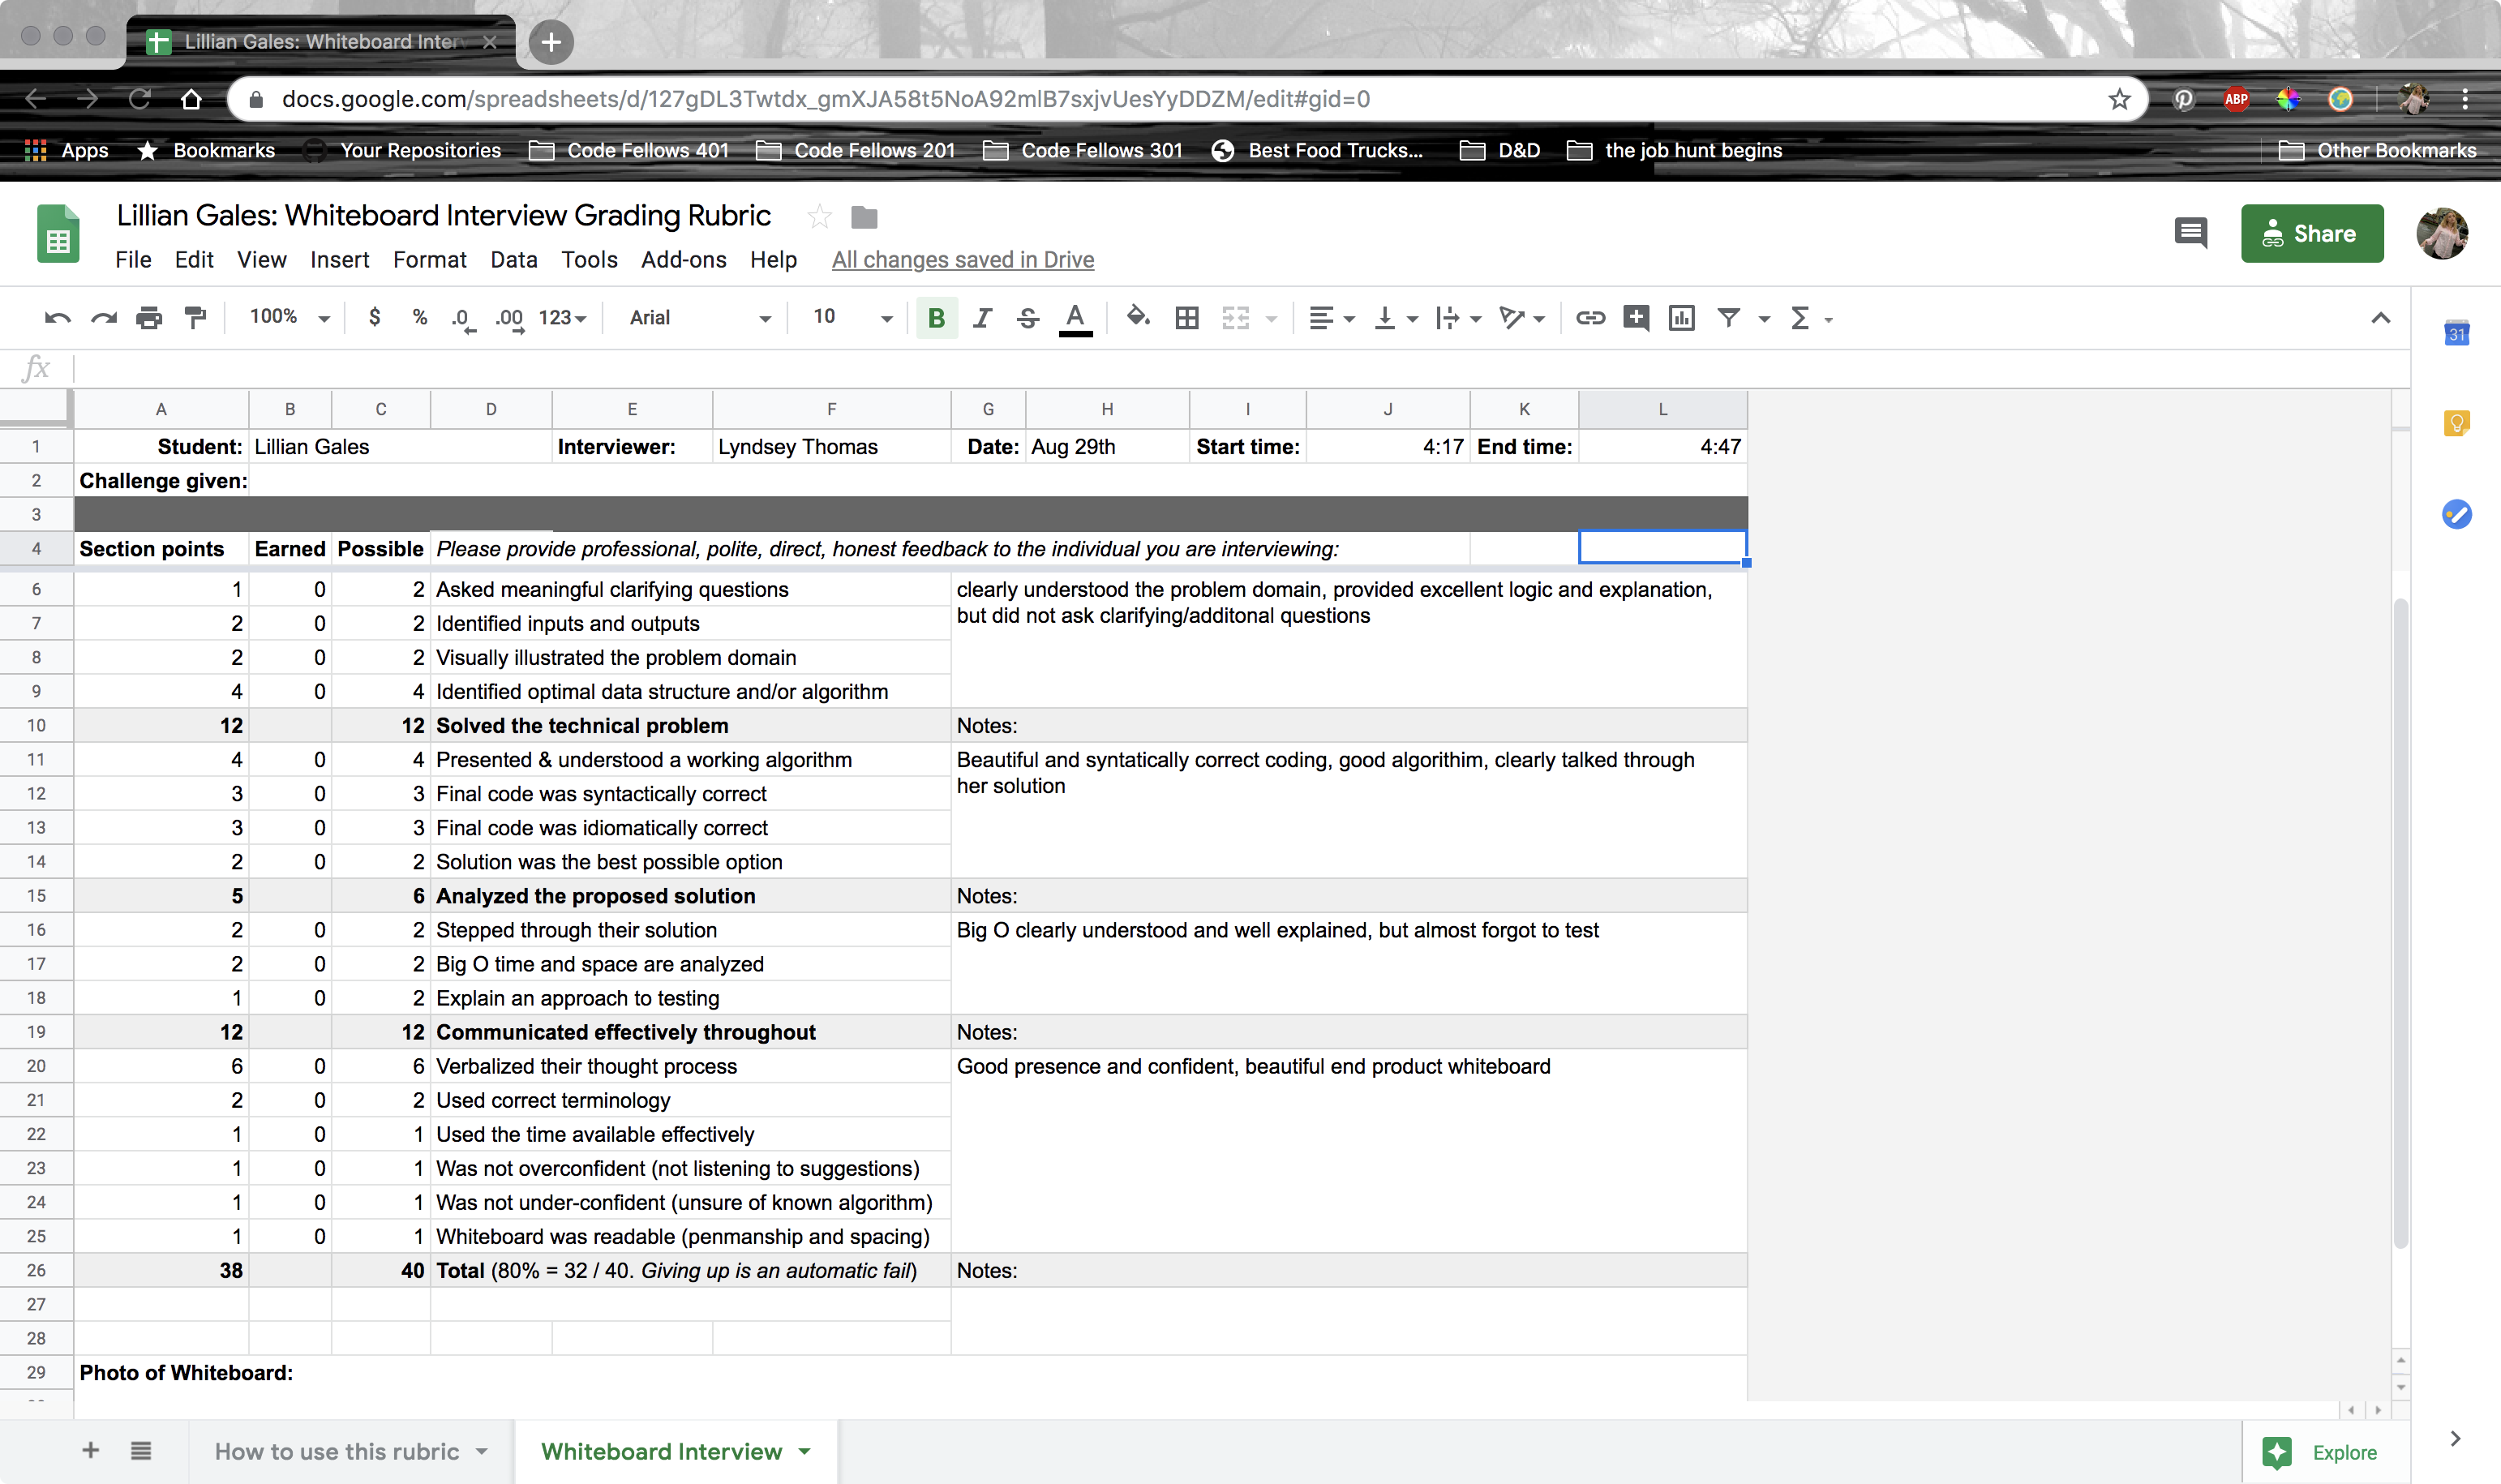 Lillian Gales: Whiteboard Inter
docs.google.com/spreadsheets/d/127gDL3Twtdx_gmXJA58t5NoA92mlB7sxjvUesYyDDZM/edit#gid=0
ABP
Apps Bookmarks Your Repositories Code Fellows 401 Code Fellows 201 Code Fellows 301 Best Food Trucks... D&D the job hunt begins Other Bookmarks
Lillian Gales: Whiteboard Interview Grading Rubric
Share
File Edit View Insert Format Data Tools Add-ons Help All changes saved in Drive
100% $ % .0 .00 123 Arial 10 B I S A
31
fx
A B C D E F G H I J K L
1 Student: Lillian Gales Interviewer: Lyndsey Thomas Date: Aug 29th Start time: 4:17 End time: 4:47
2 Challenge given:
3
4 Section points Earned Possible Please provide professional, polite, direct, honest feedback to the individual you are interviewing:
6 1 0 2 Asked meaningful clarifying questions clearly understood the problem domain, provided excellent logic and explanation,
but did not ask clarifying/additonal questions
7 2 0 2 Identified inputs and outputs
8 2 0 2 Visually illustrated the problem domain
9 4 0 4 Identified optimal data structure and/or algorithm
10 12 12 Solved the technical problem Notes:
11 4 0 4 Presented & understood a working algorithm Beautiful and syntatically correct coding, good algorithim, clearly talked through
her solution
12 3 0 3 Final code was syntactically correct
13 3 0 3 Final code was idiomatically correct
14 2 0 2 Solution was the best possible option
15 5 6 Analyzed the proposed solution Notes:
16 2 0 2 Stepped through their solution Big O clearly understood and well explained, but almost forgot to test
17 2 0 2 Big O time and space are analyzed
18 1 0 2 Explain an approach to testing
19 12 12 Communicated effectively throughout Notes:
20 6 0 6 Verbalized their thought process Good presence and confident, beautiful end product whiteboard
21 2 0 2 Used correct terminology
22 1 0 1 Used the time available effectively
23 1 0 1 Was not overconfident (not listening to suggestions)
24 1 0 1 Was not under-confident (unsure of known algorithm)
25 1 0 1 Whiteboard was readable (penmanship and spacing)
26 38 40 Total (80% = 32 / 40. Giving up is an automatic fail) Notes:
27
28
29 Photo of Whiteboard:
How to use this rubric Whiteboard Interview Explore